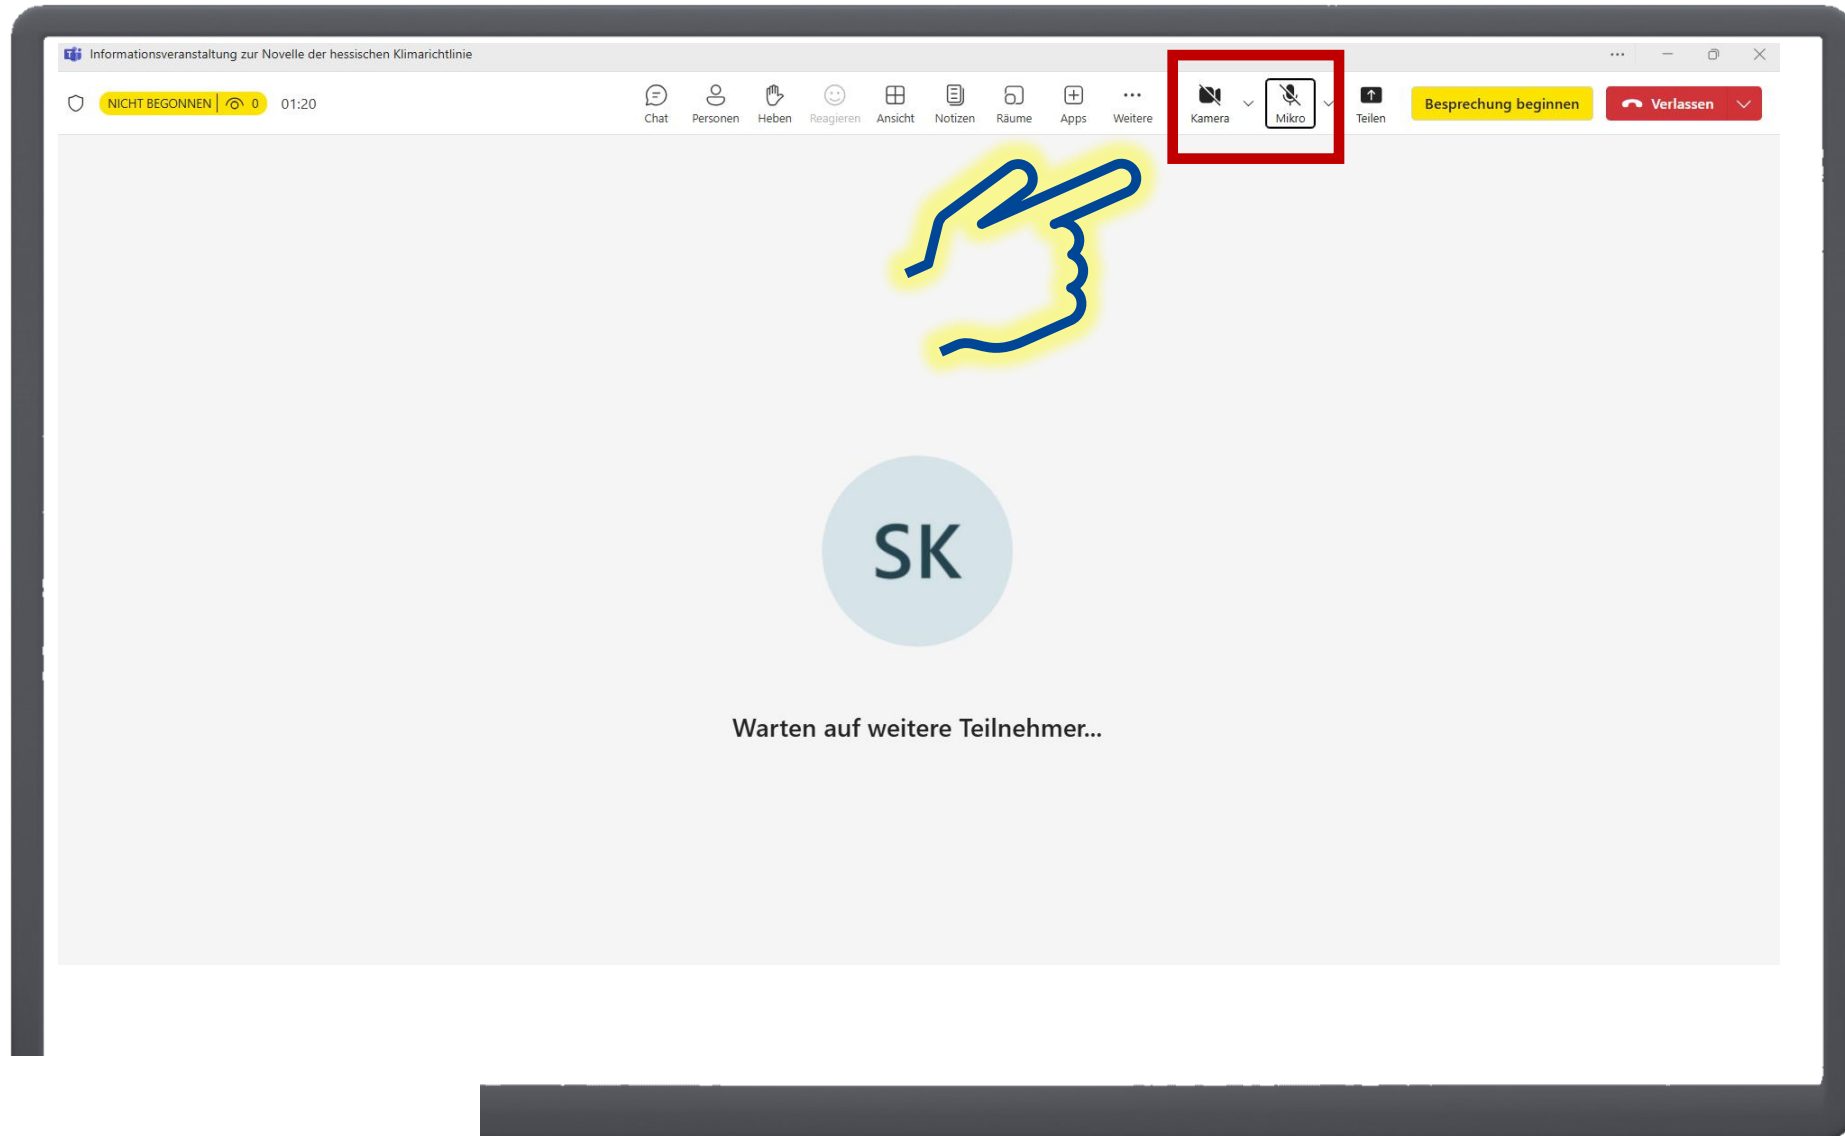 Informationsveranstaltung zur Novelle der hessischen Klimarichtlinie
NICHT BEGONNEN 0 01:20
Chat Personen Heben Reagieren Ansicht Notizen Räume Apps Weitere Kamera Mikro Teilen Besprechung beginnen Verlassen
SK
Warten auf weitere Teilnehmer...